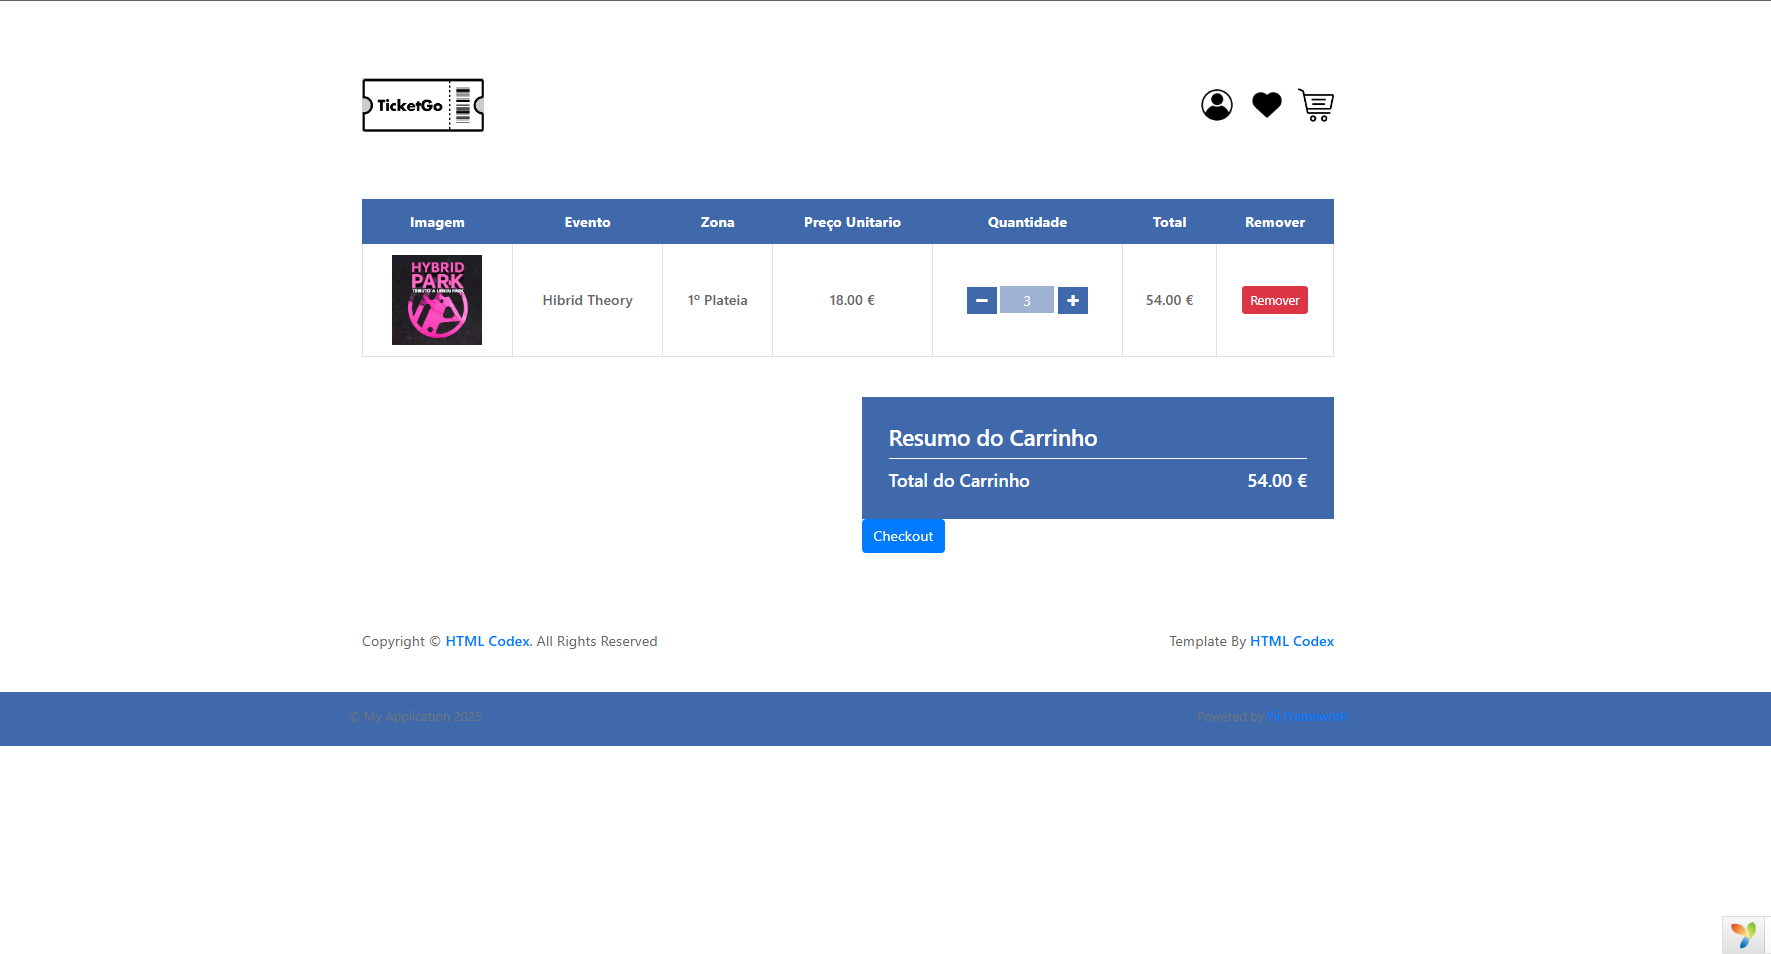 TicketGo
Imagem Evento Zona Preço Unitario Quantidade Total Remover
HYBRID
PARK
TRIBUTO A LINKIN PARK
Hibrid Theory 1º Plateia 18.00 € 3 54.00 € Remover
Resumo do Carrinho
Total do Carrinho 54.00 €
Checkout
Copyright © HTML Codex. All Rights Reserved Template By HTML Codex
© My Application 2025 Powered by Yii Framework